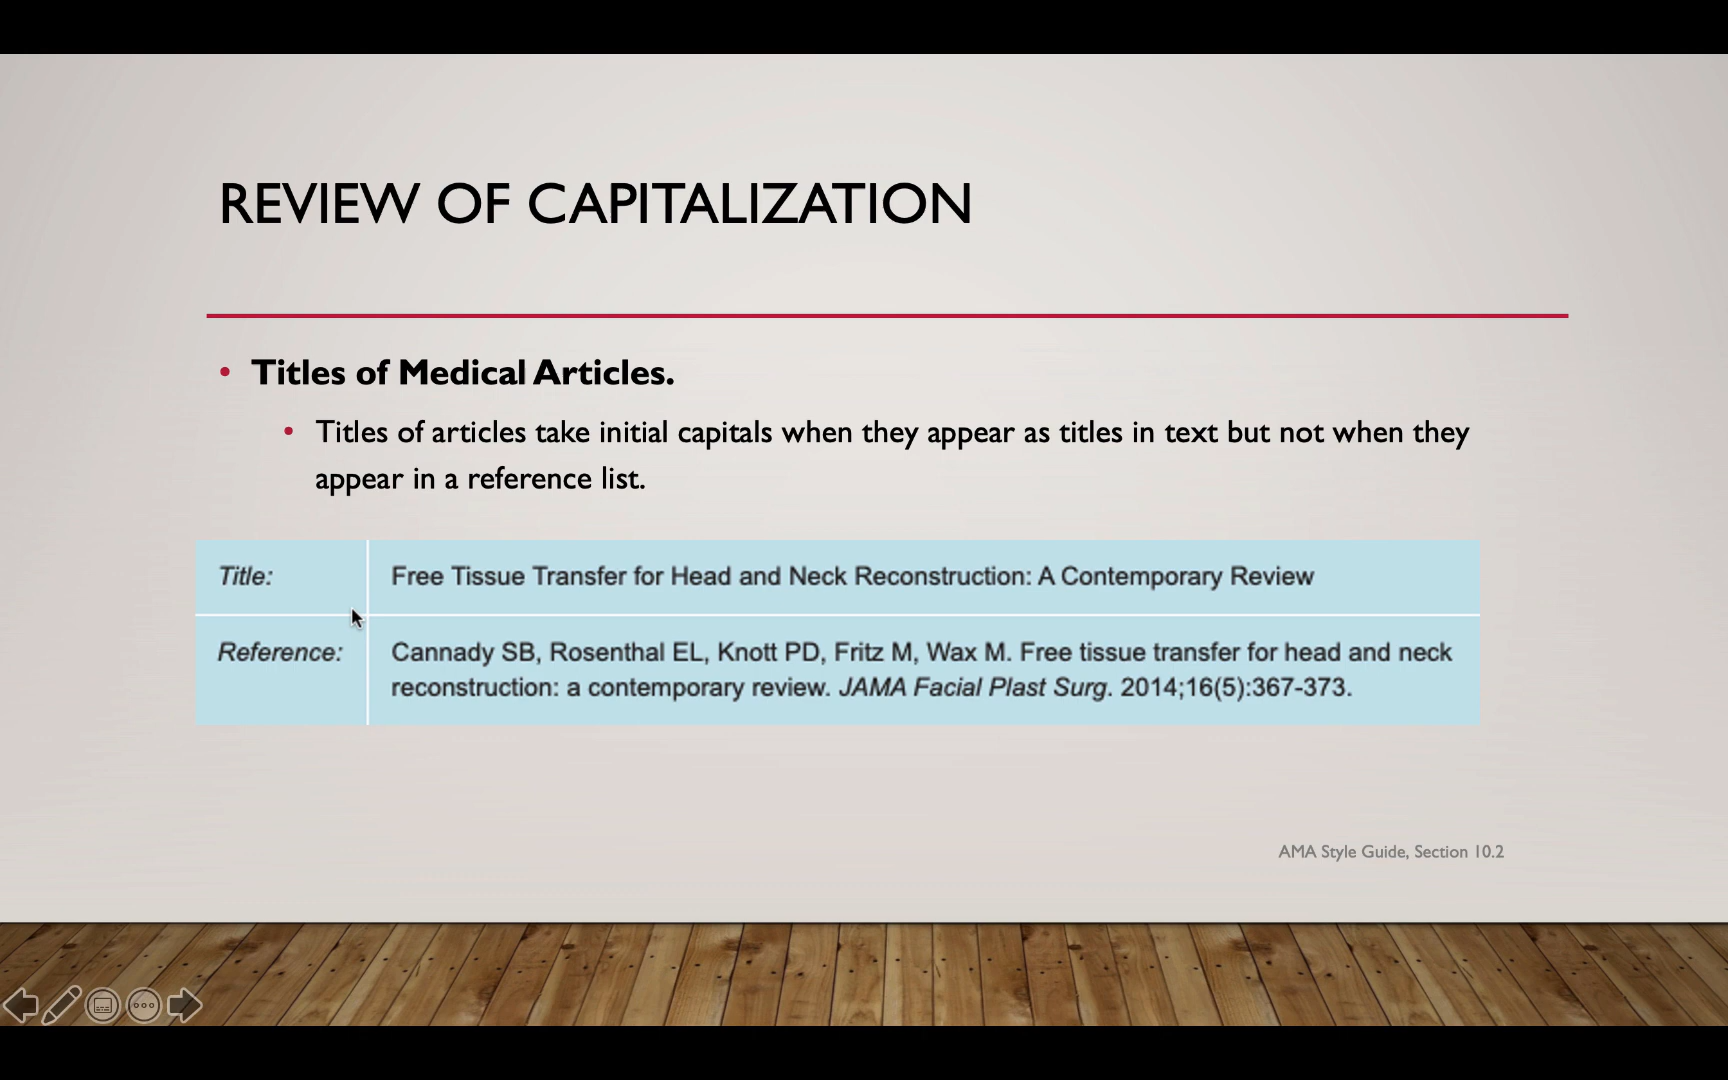 REVIEW OF CAPITALIZATION
• Titles of Medical Articles.
• Titles of articles take initial capitals when they appear as titles in text but not when they
appear in a reference list.
Title: Free Tissue Transfer for Head and Neck Reconstruction: A Contemporary Review
Reference: Cannady SB, Rosenthal EL, Knott PD, Fritz M, Wax M. Free tissue transfer for head and neck
reconstruction: a contemporary review. JAMA Facial Plast Surg. 2014;16(5):367-373.
AMA Style Guide, Section 10.2